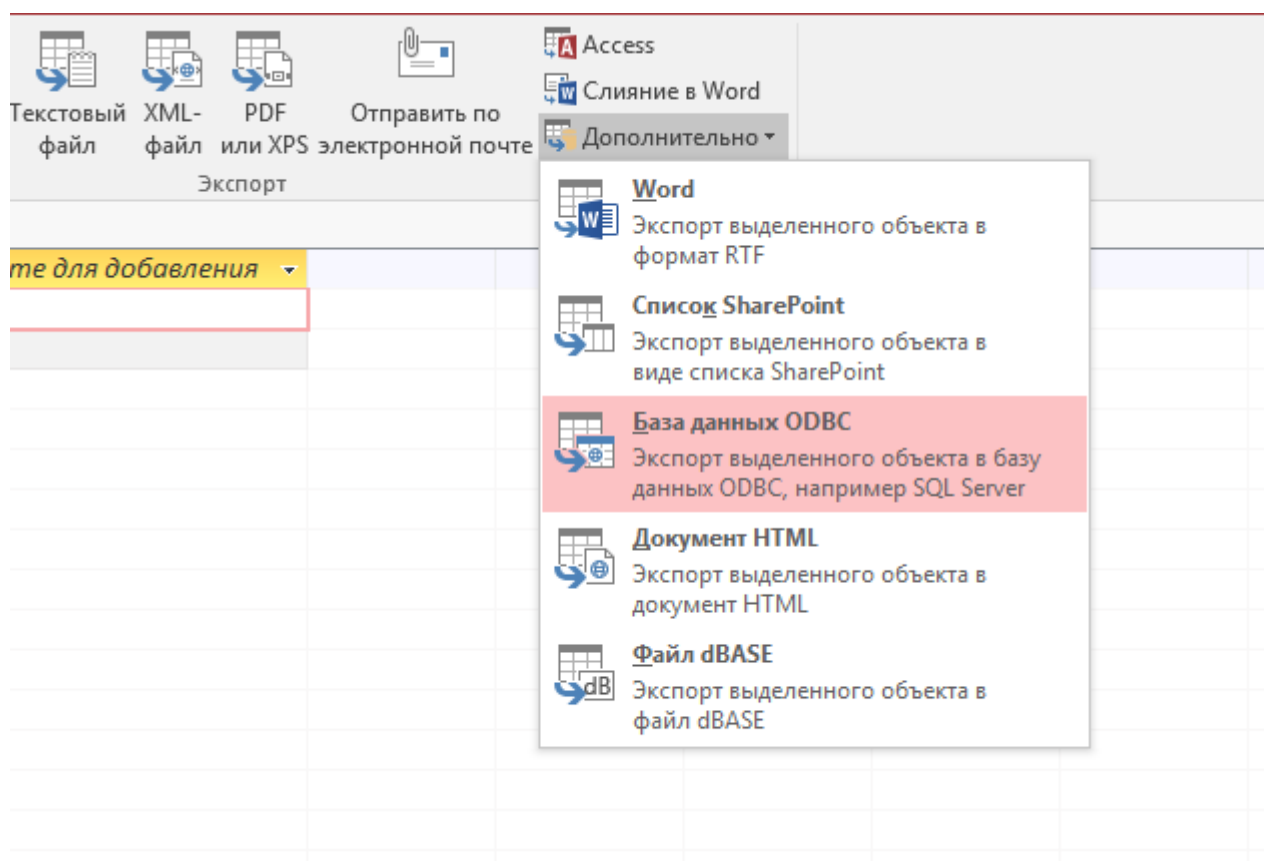 Текстовый
файл
XML-
файл
PDF
или XPS
Отправить по
электронной почте
Access
Слияние в Word
Дополнительно
Экспорт
те для добавления
Word
Экспорт выделенного объекта в
формат RTF
Список SharePoint
Экспорт выделенного объекта в
виде списка SharePoint
База данных ODBC
Экспорт выделенного объекта в базу
данных ODBC, например SQL Server
Документ HTML
Экспорт выделенного объекта в
документ HTML
Файл dBASE
Экспорт выделенного объекта в
файл dBASE